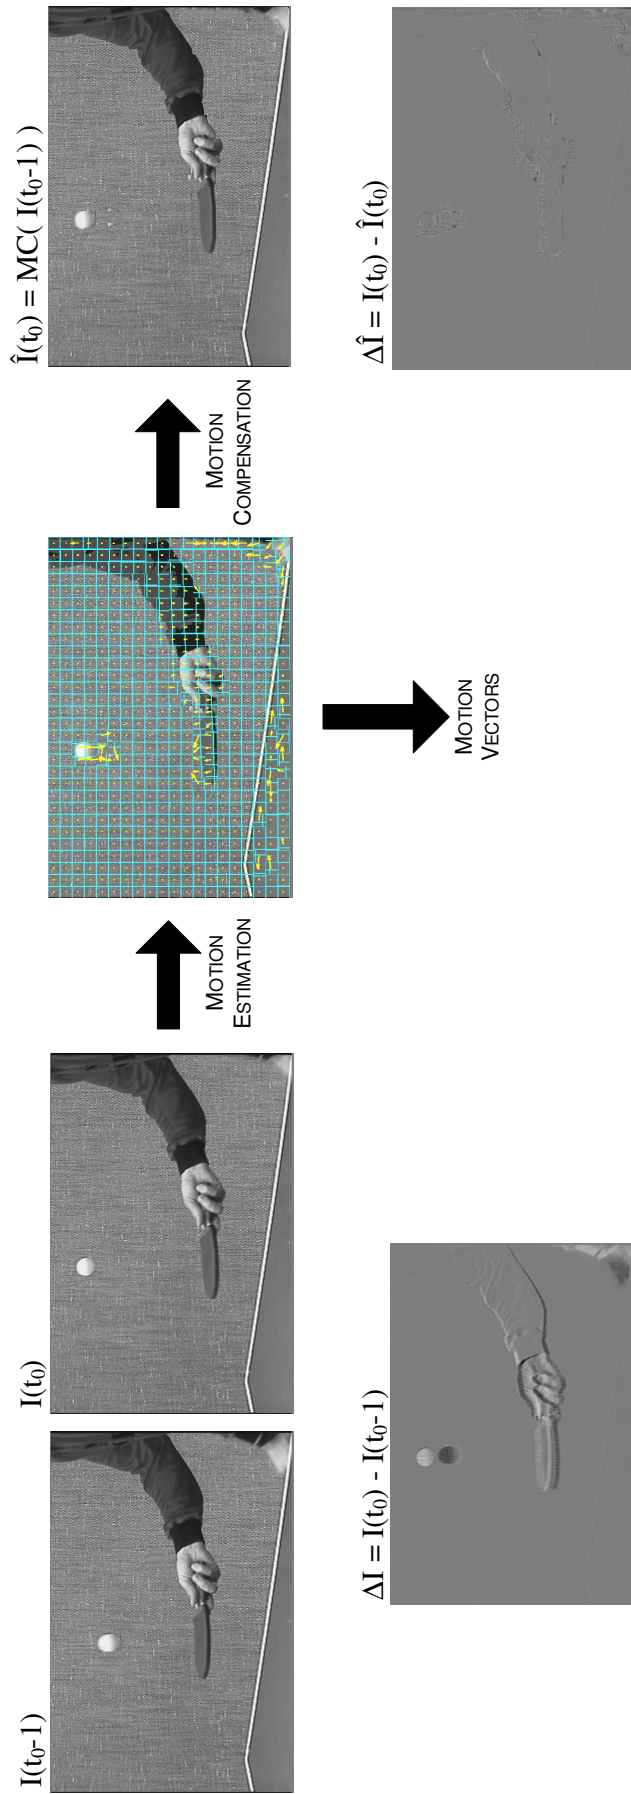 I(t₀-1)
I(t₀)
MOTION
ESTIMATION
MOTION
COMPENSATION
Î(t₀) = MC( I(t₀-1) )
ΔI = I(t₀) - I(t₀-1)
MOTION
VECTORS
ΔÎ = I(t₀) - Î(t₀)